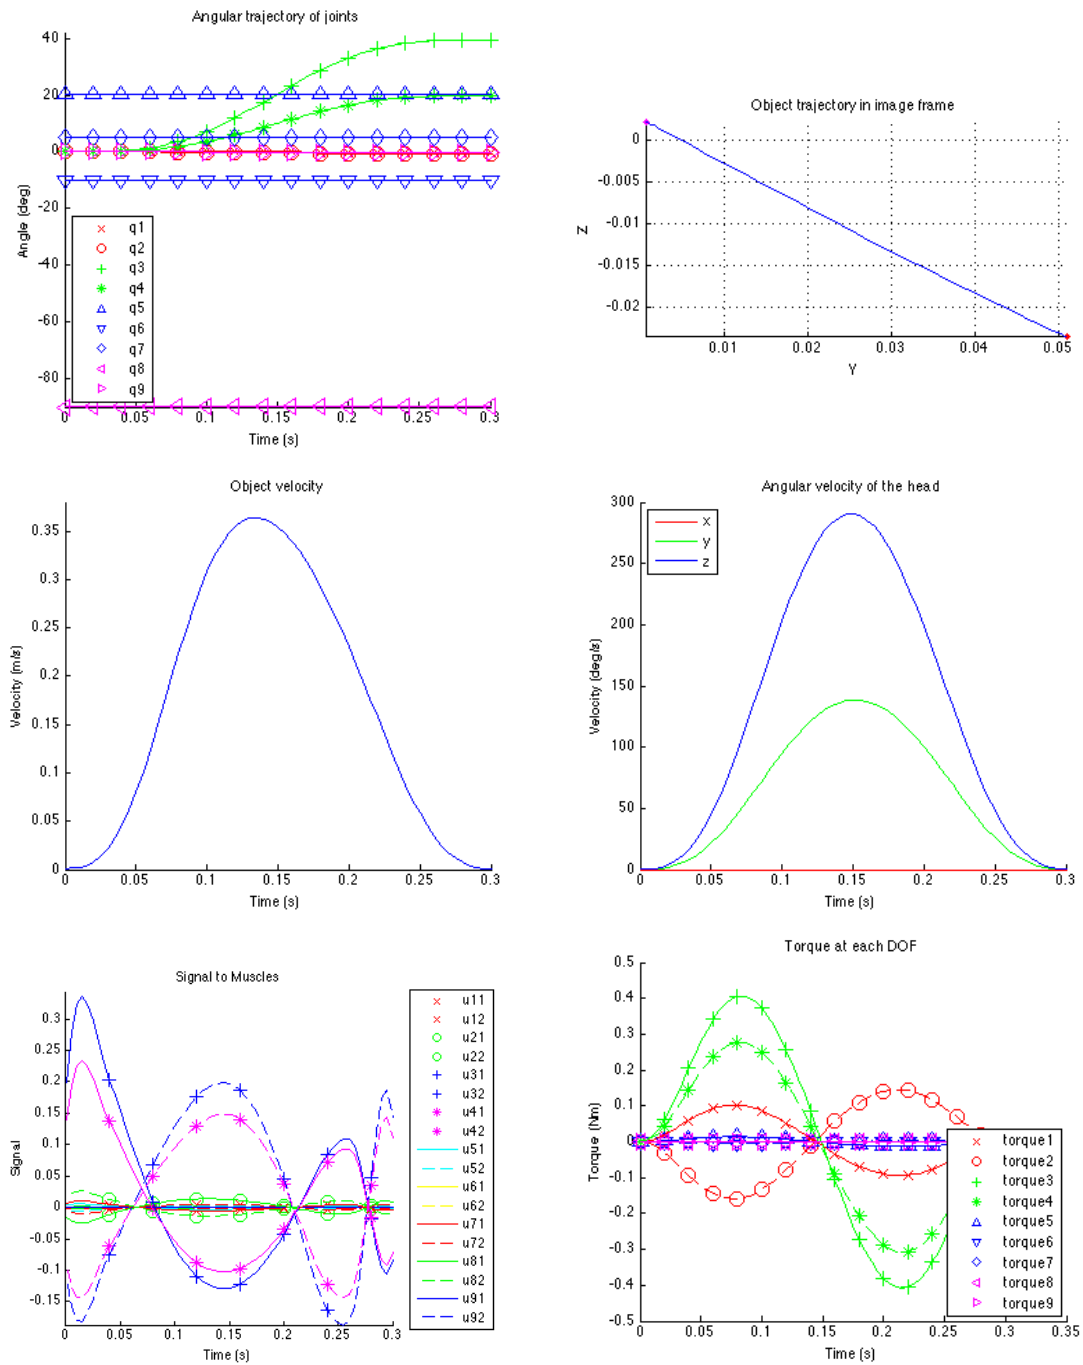 Angular trajectory of joints
40
20
0
-20
-40
-60
-80
Angle (deg)
q1
q2
q3
q4
q5
q6
q7
q8
q9
0 0.05 0.1 0.15 0.2 0.25 0.3
Time (s)
Object trajectory in image frame
0
-0.005
-0.01
-0.015
-0.02
Z
0.01 0.02 0.03 0.04 0.05
Y
Object velocity
0.35
0.3
0.25
0.2
0.15
0.1
0.05
0
Velocity (m/s)
0 0.05 0.1 0.15 0.2 0.25 0.3
Time (s)
Angular velocity of the head
300
250
200
150
100
50
0
Velocity (deg/s)
x
y
z
0 0.05 0.1 0.15 0.2 0.25 0.3
Time (s)
Signal to Muscles
0.3
0.25
0.2
0.15
0.1
0.05
0
-0.05
-0.1
-0.15
Signal
0 0.05 0.1 0.15 0.2 0.25 0.3
Time (s)
u11
u12
u21
u22
u31
u32
u41
u42
u51
u52
u61
u62
u71
u72
u81
u82
u91
u92
Torque at each DOF
0.5
0.4
0.3
0.2
0.1
0
-0.1
-0.2
-0.3
-0.4
-0.5
Torque (Nm)
torque1
torque2
torque3
torque4
torque5
torque6
torque7
torque8
torque9
0 0.05 0.1 0.15 0.2 0.25 0.3 0.35
Time (s)